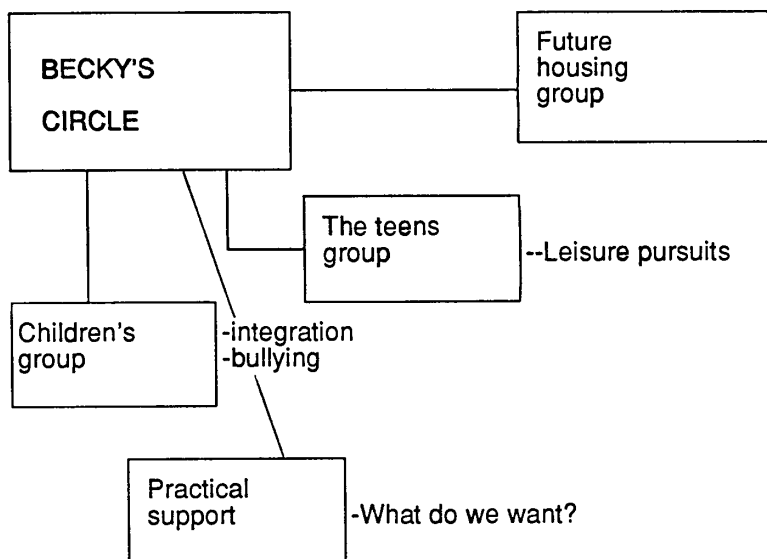 BECKY'S
CIRCLE
Future
housing
group
The teens
group
--Leisure pursuits
Children's
group
-integration
-bullying
Practical
support
-What do we want?